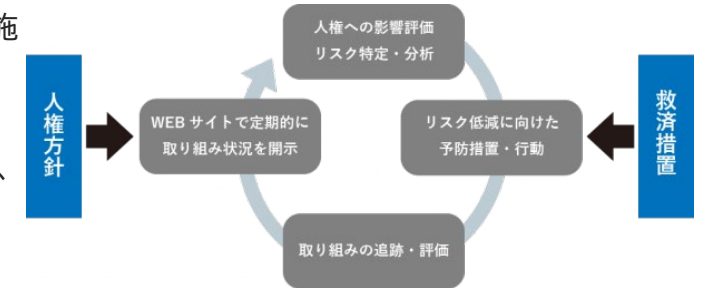 施
、
人権方針
人権への影響評価
リスク特定・分析
WEBサイトで定期的に
取り組み状況を開示
リスク低減に向けた
予防措置・行動
取り組みの追跡・評価
救済措置